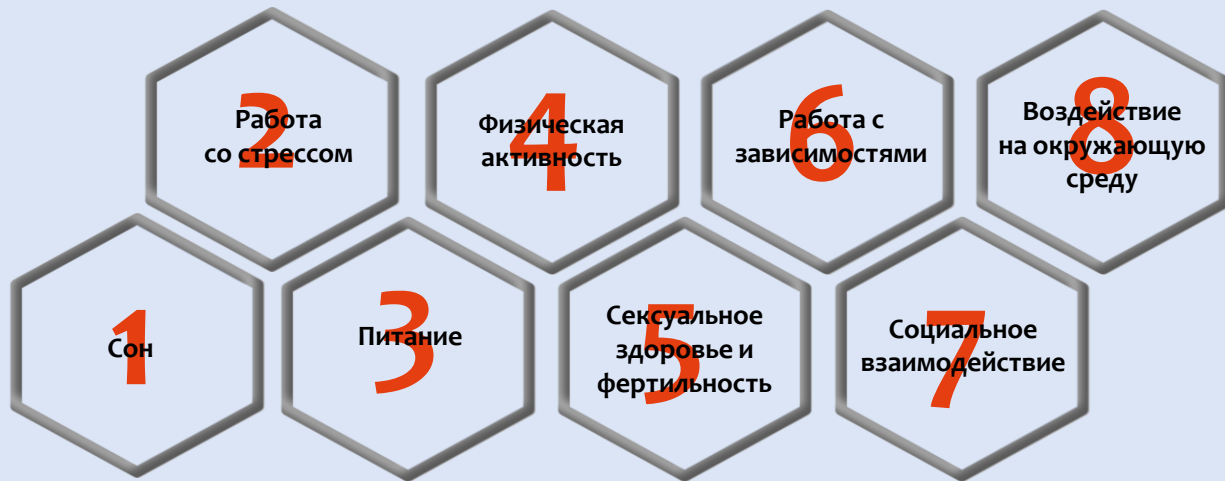 1
Сон
2
Работа
со стрессом
3
Питание
4
Физическая
активность
5
Сексуальное
здоровье и
фертильность
6
Работа с
зависимостями
7
Социальное
взаимодействие
8
Воздействие
на окружающую
среду